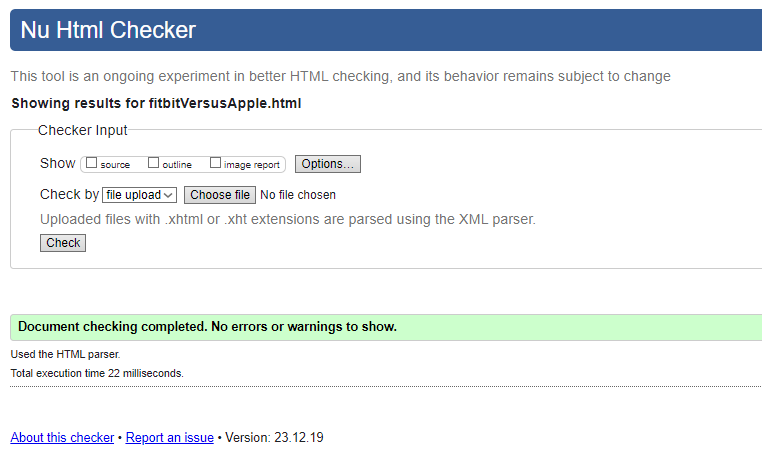 Nu Html Checker
This tool is an ongoing experiment in better HTML checking, and its behavior remains subject to change
Showing results for fitbitVersusApple.html
Checker Input
Show source outline image report Options...
Check by file upload Choose file No file chosen
Uploaded files with .xhtml or .xht extensions are parsed using the XML parser.
Check
Document checking completed. No errors or warnings to show.
Used the HTML parser.
Total execution time 22 milliseconds.
About this checker • Report an issue • Version: 23.12.19